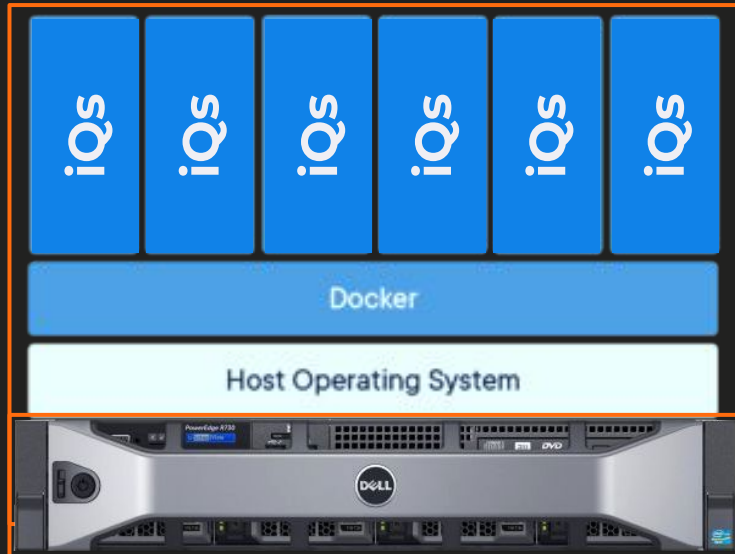 iQs iQs iQs iQs iQs iQs
Docker
Host Operating System
PowerEdge R730
DVD
DELL